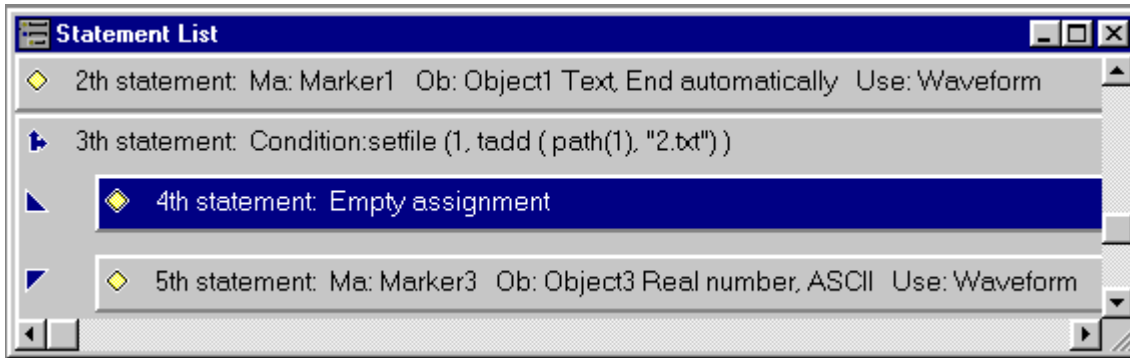 Statement List
2th statement: Ma: Marker1 Ob: Object1 Text, End automatically Use: Waveform
3th statement: Condition:setfile (1, tadd ( path(1), "2.txt") )
4th statement: Empty assignment
5th statement: Ma: Marker3 Ob: Object3 Real number, ASCII Use: Waveform